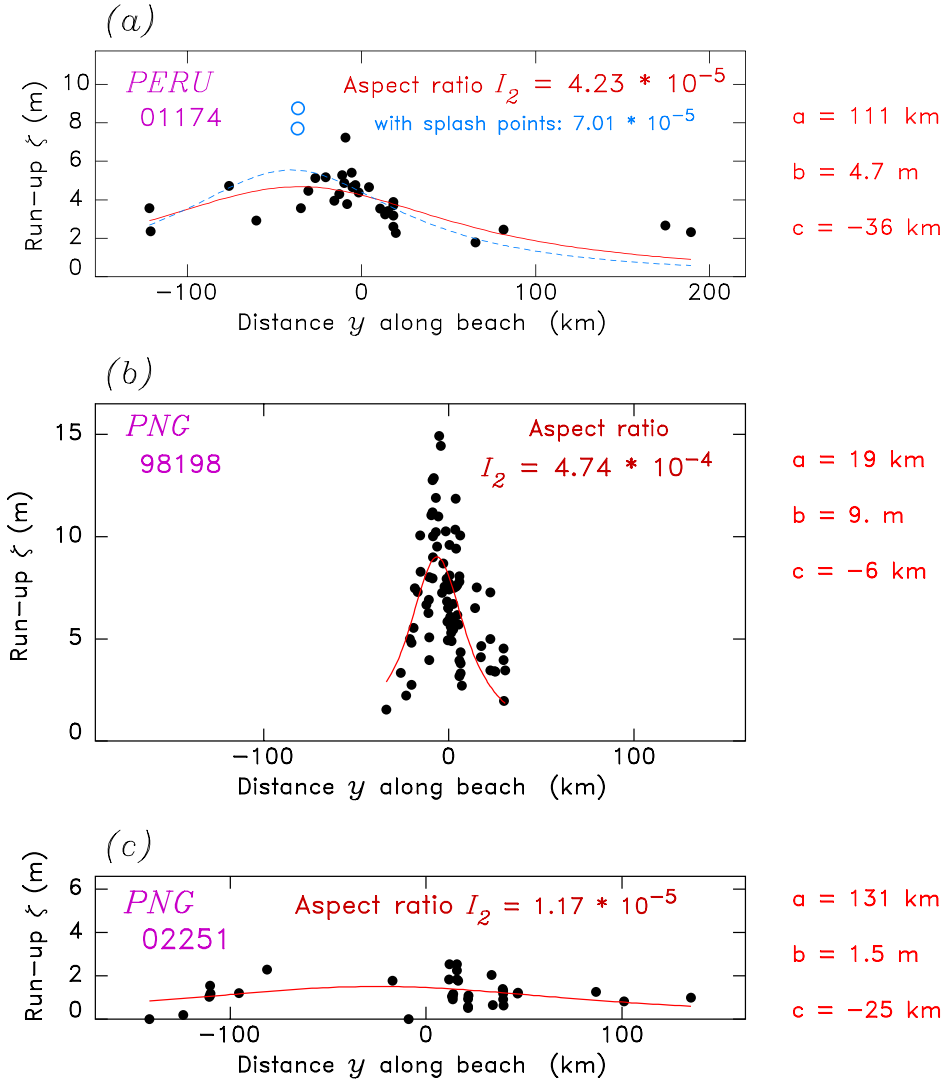 (a)
PERU
01174
Aspect ratio I₂ = 4.23 * 10⁻⁵
with splash points: 7.01 * 10⁻⁵
a = 111 km
b = 4.7 m
c = −36 km
Run−up ζ (m)
10
8
6
4
2
0
−100 0 100 200
Distance y along beach (km)
(b)
PNG
98198
Aspect ratio
I₂ = 4.74 * 10⁻⁴
a = 19 km
b = 9. m
c = −6 km
Run−up ζ (m)
15
10
5
0
−100 0 100
Distance y along beach (km)
(c)
PNG
02251
Aspect ratio I₂ = 1.17 * 10⁻⁵
a = 131 km
b = 1.5 m
c = −25 km
Run−up ζ (m)
6
4
2
0
−100 0 100
Distance y along beach (km)